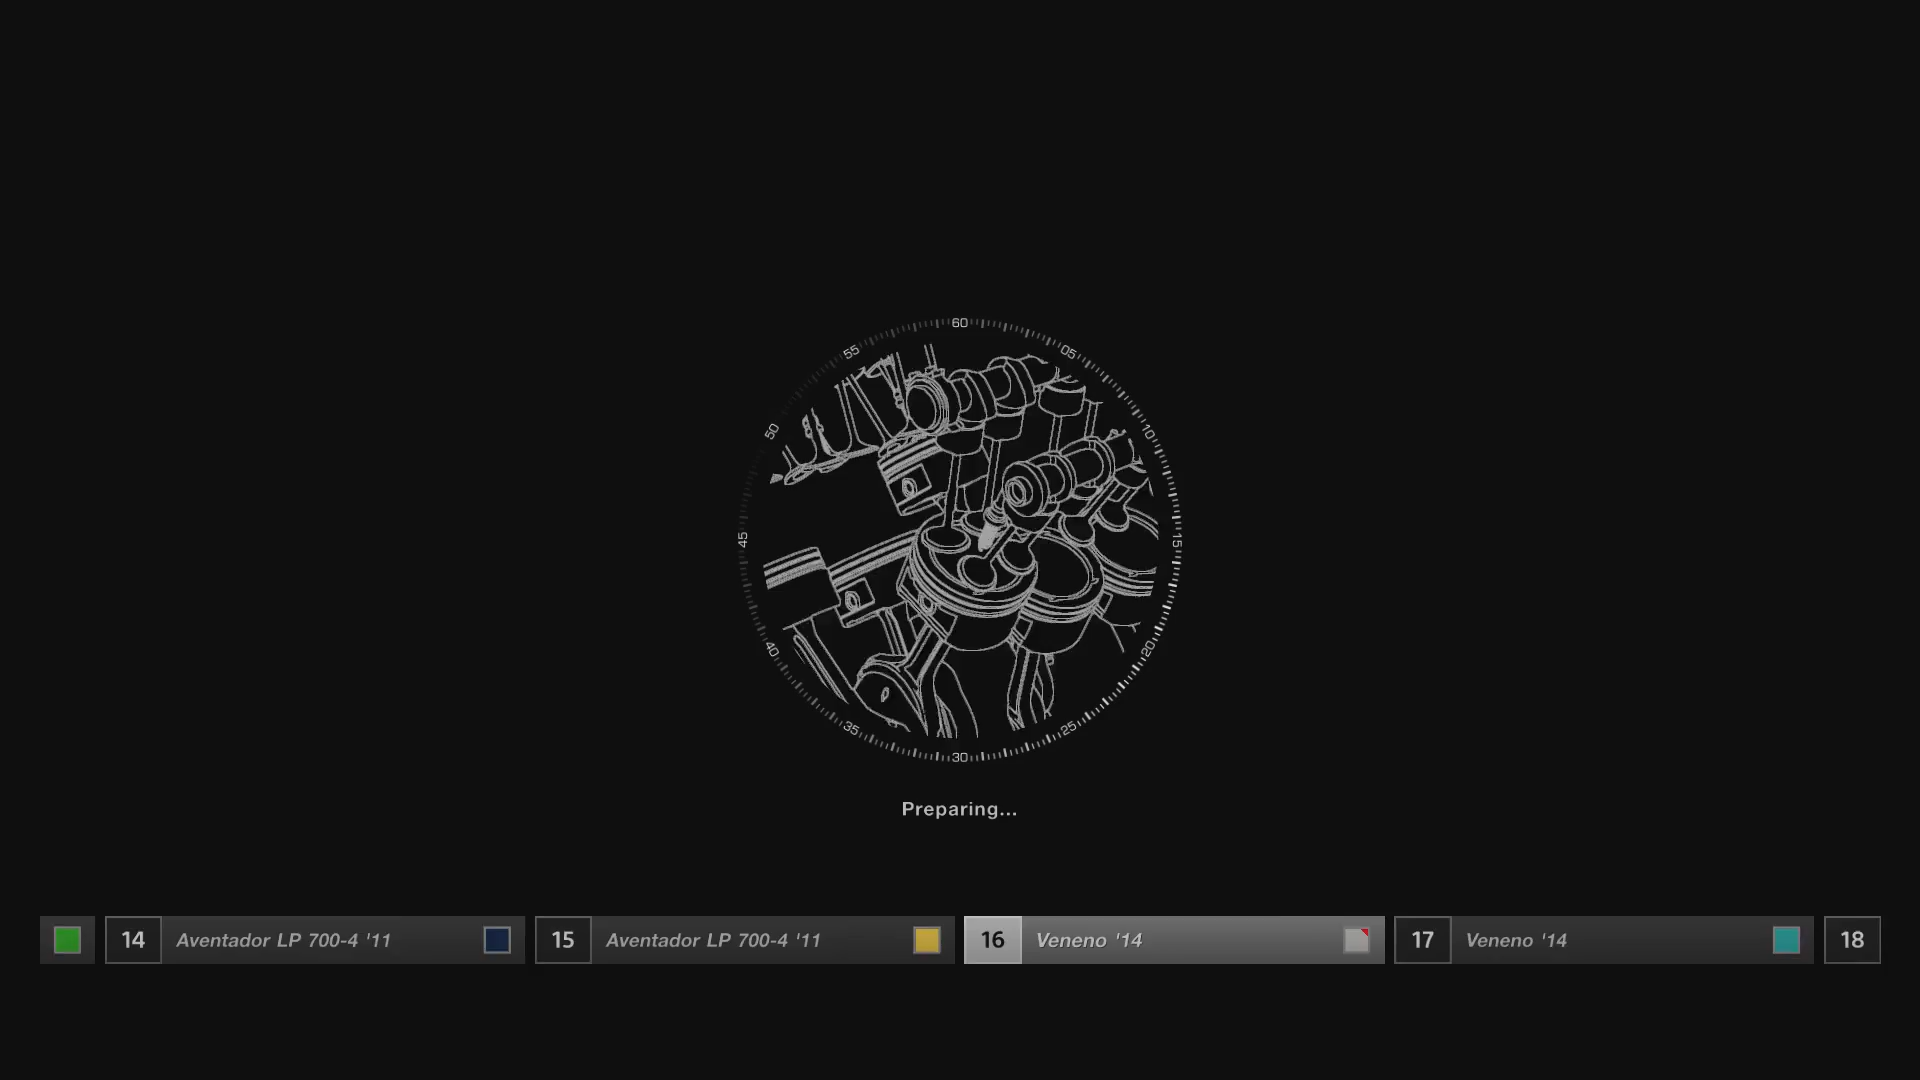 60
55
05
50
10
45
15
40
20
35
25
30
Preparing...
14 Aventador LP 700-4 '11
15 Aventador LP 700-4 '11
16 Veneno '14
17 Veneno '14
18